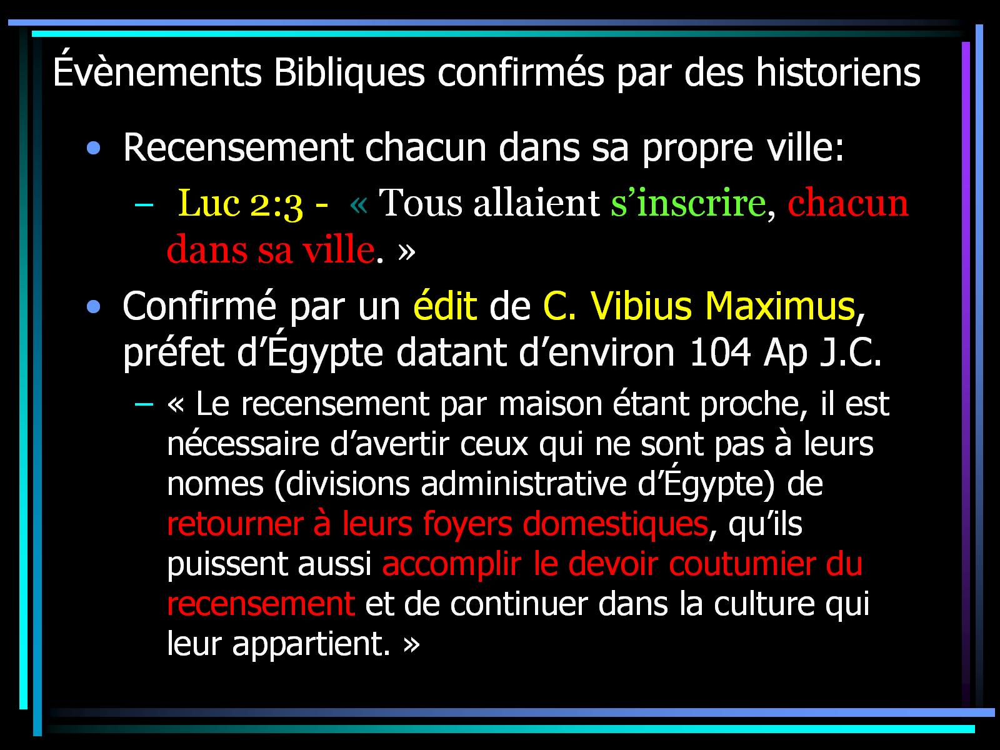 Évènements Bibliques confirmés par des historiens
• Recensement chacun dans sa propre ville:
– Luc 2:3 - « Tous allaient s’inscrire, chacun
dans sa ville. »
• Confirmé par un édit de C. Vibius Maximus,
préfet d’Égypte datant d’environ 104 Ap J.C.
– « Le recensement par maison étant proche, il est
nécessaire d’avertir ceux qui ne sont pas à leurs
nomes (divisions administrative d’Égypte) de
retourner à leurs foyers domestiques, qu’ils
puissent aussi accomplir le devoir coutumier du
recensement et de continuer dans la culture qui
leur appartient. »